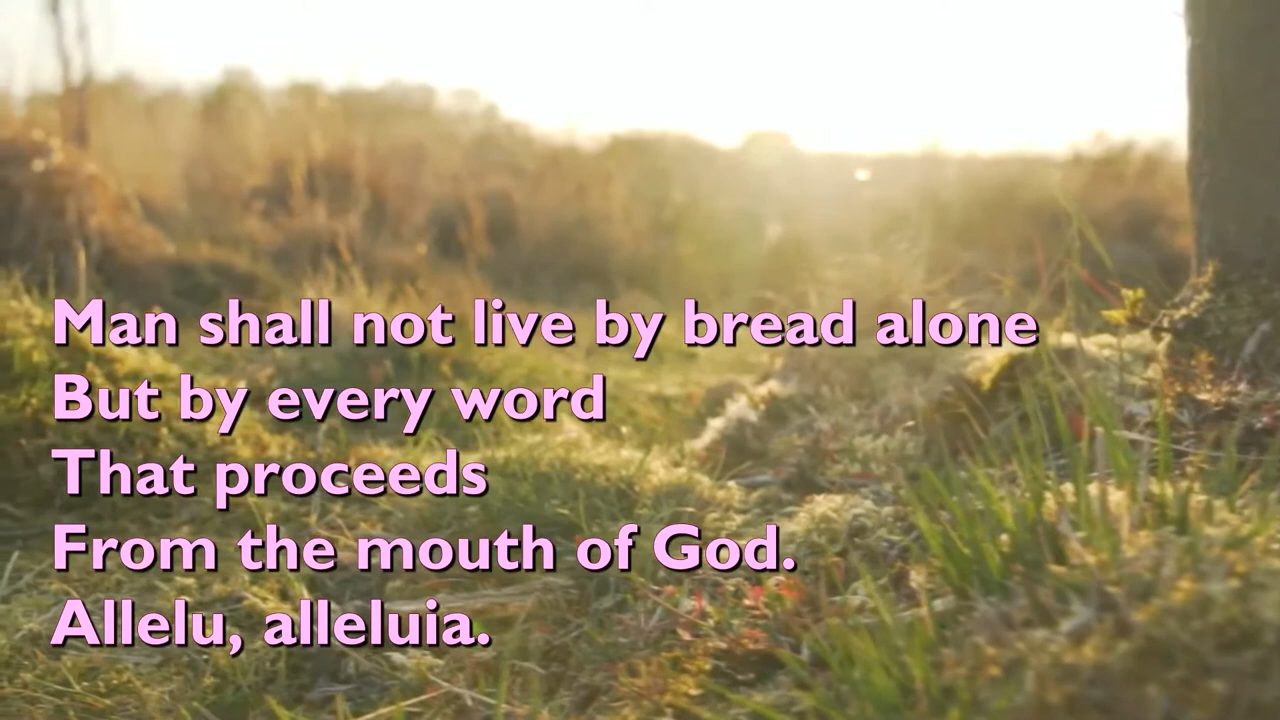 Man shall not live by bread alone
But by every word
That proceeds
From the mouth of God.
Allelu, alleluia.